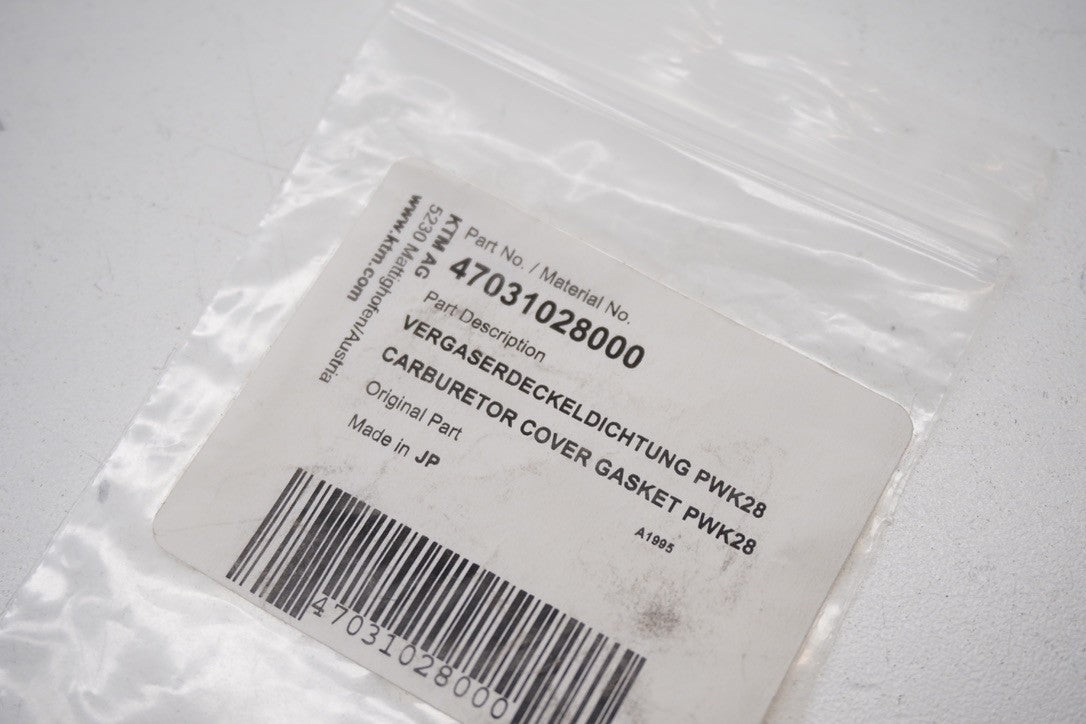 Part No. / Material No.
47031028000
Part Description
VERGASERDECKELDICHTUNG PWK28
CARBURETOR COVER GASKET PWK28
Original Part
Made in JP
A1995
47031028000
KTM AG
5230 Mattighofen/Austria
www.ktm.com